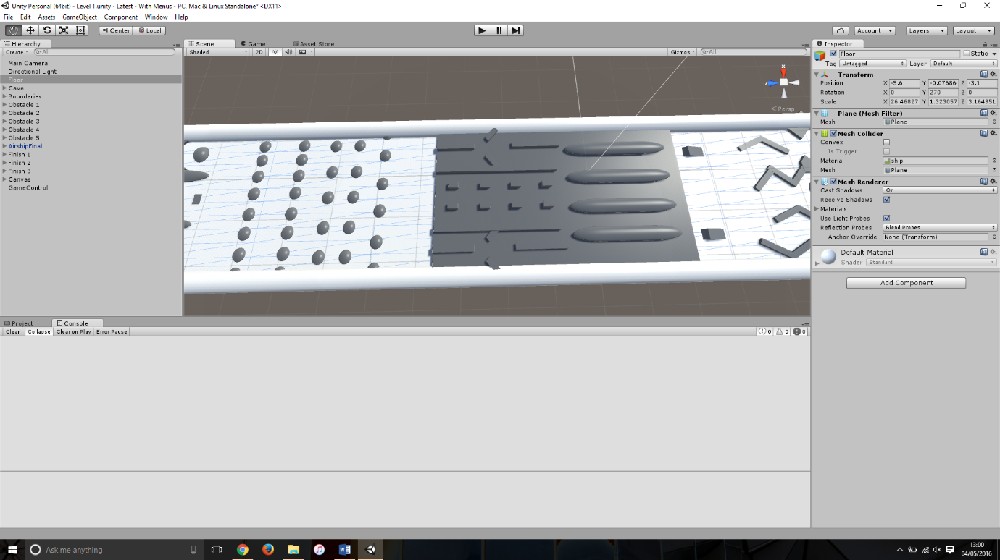 Unity Personal (64bit) - Level 1.unity - Latest - With Menus - PC, Mac & Linux Standalone* <DX11>
File Edit Assets GameObject Component Window Help
Center Local Account Layers Layout
Hierarchy
Create All
Main Camera
Directional Light
Floor
Cave
Boundaries
Obstacle 1
Obstacle 2
Obstacle 3
Obstacle 4
Obstacle 5
AirshipFinal
Finish 1
Finish 2
Finish 3
Canvas
GameControl
Scene Game Asset Store
Shaded 2D Gizmos All
x
z
Persp
Inspector
Floor Static
Tag Untagged Layer Default
Transform
Position X -5.6 Y -0.07686 Z -3.1
Rotation X 0 Y 270 Z 0
Scale X 26.46827 Y 1.323057 Z 3.164951
Plane (Mesh Filter)
Mesh Plane
Mesh Collider
Convex
Is Trigger
Material ship
Mesh Plane
Mesh Renderer
Cast Shadows On
Receive Shadows
Materials
Use Light Probes
Reflection Probes Blend Probes
Anchor Override None (Transform)
Default-Material
Shader Standard
Add Component
Project Console
Clear Collapse Clear on Play Error Pause 0 0 0
Ask me anything
13:00
04/05/2016